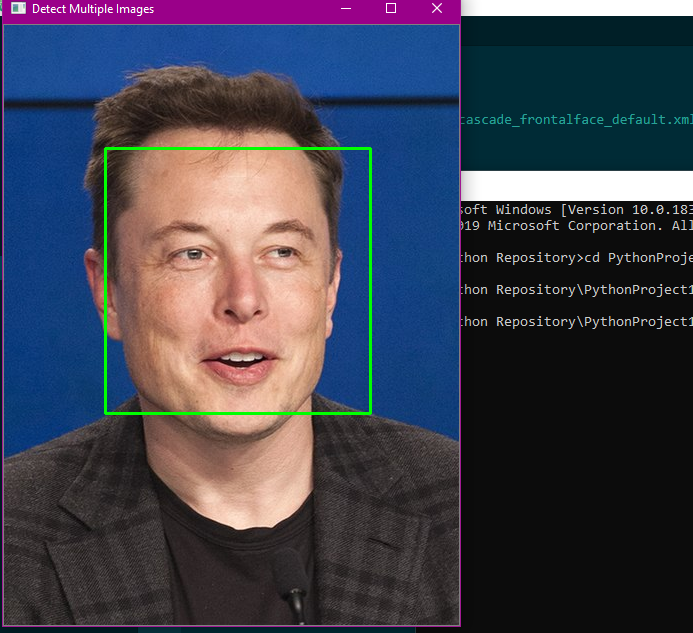 Detect Multiple Images
cascade_frontalface_default.xml
soft Windows [Version 10.0.183
019 Microsoft Corporation. All
thon Repository>cd PythonProje
thon Repository\PythonProject1
thon Repository\PythonProject1